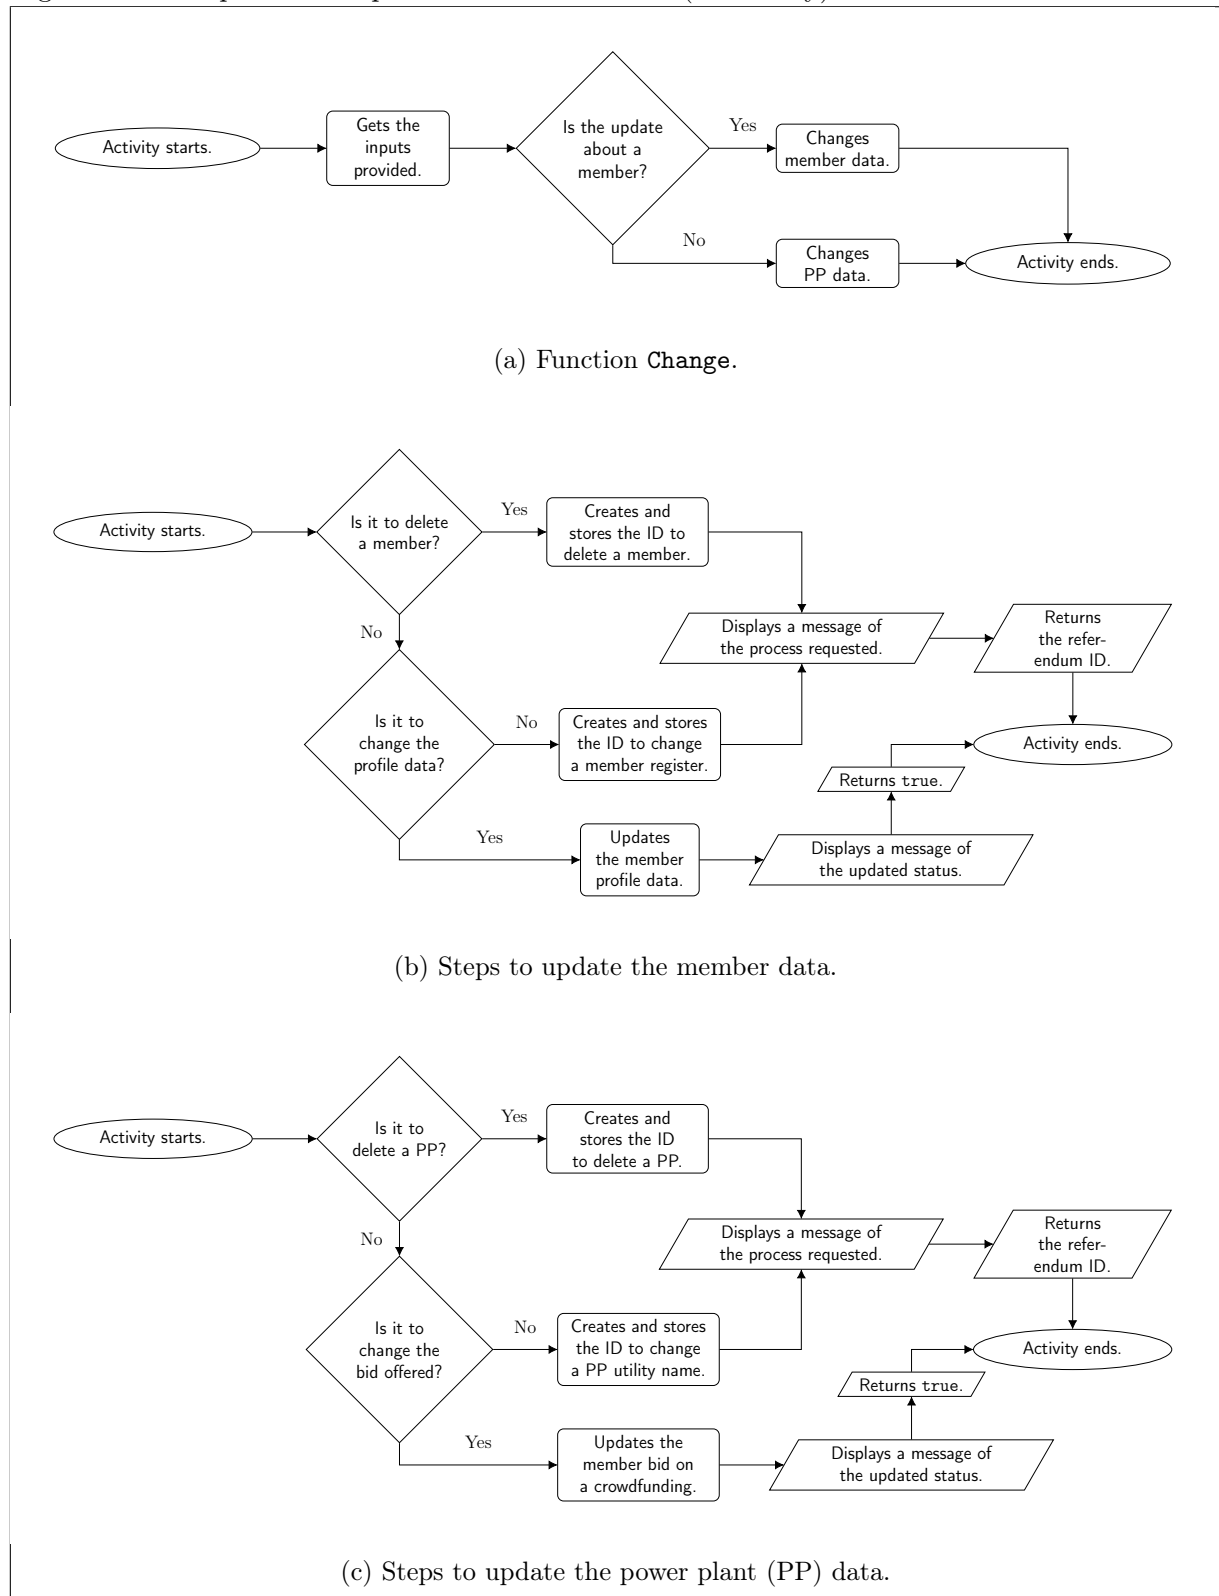 Activity starts.
Gets the
inputs
provided.
Is the update
about a
member?
Yes
Changes
member data.
No
Changes
PP data.
Activity ends.
(a) Function Change.
Activity starts.
Is it to delete
a member?
Yes
Creates and
stores the ID to
delete a member.
No
Displays a message of
the process requested.
Returns
the refer-
endum ID.
Is it to
change the
profile data?
No
Creates and stores
the ID to change
a member register.
Activity ends.
Returns true.
Yes
Updates
the member
profile data.
Displays a message of
the updated status.
(b) Steps to update the member data.
Activity starts.
Is it to
delete a PP?
Yes
Creates and
stores the ID
to delete a PP.
No
Displays a message of
the process requested.
Returns
the refer-
endum ID.
Is it to
change the
bid offered?
No
Creates and stores
the ID to change
a PP utility name.
Activity ends.
Returns true.
Yes
Updates the
member bid on
a crowdfunding.
Displays a message of
the updated status.
(c) Steps to update the power plant (PP) data.